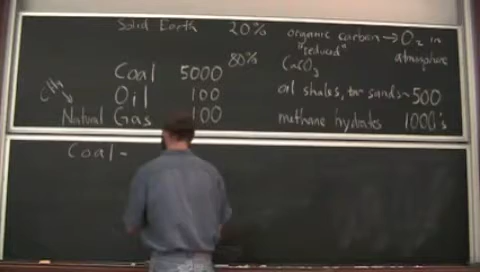 Solid Earth 20% organic carbon → O2 in
"reduced" atmosphere
80% CaCO3
Coal 5000
CH4 Oil 100 oil shales, tar sands ~500
Natural Gas 100 methane hydrates 1000's
Coal -